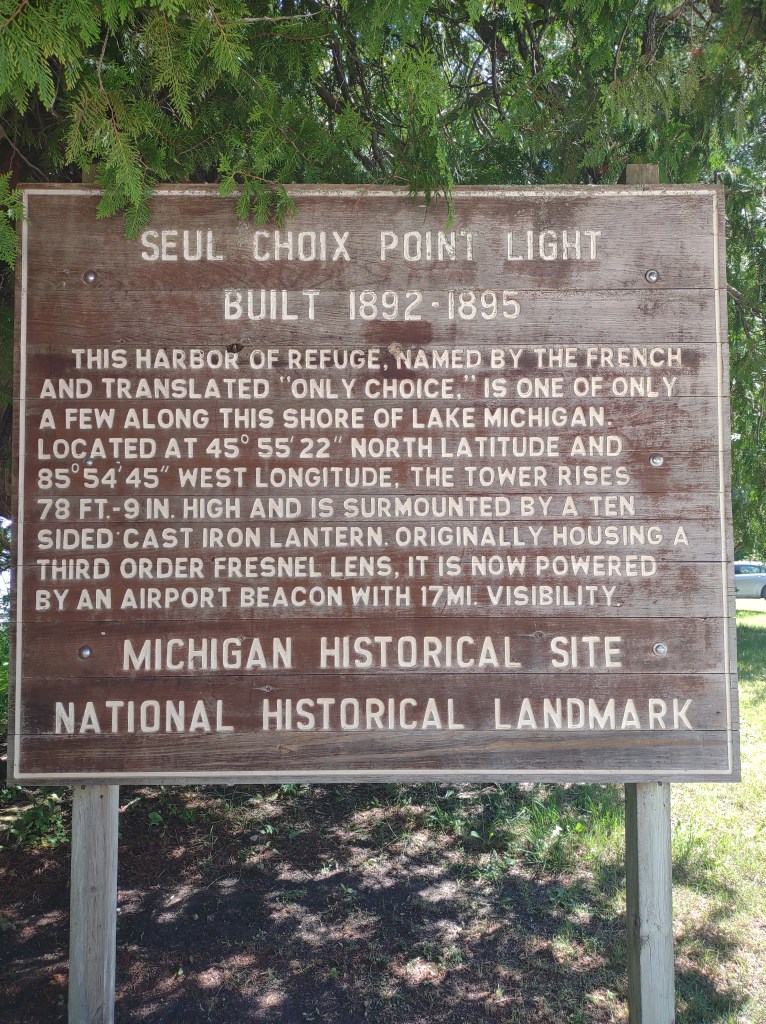 SEUL CHOIX POINT LIGHT
BUILT 1892-1895
THIS HARBOR OF REFUGE, NAMED BY THE FRENCH
AND TRANSLATED "ONLY CHOICE," IS ONE OF ONLY
A FEW ALONG THIS SHORE OF LAKE MICHIGAN.
LOCATED AT 45° 55' 22" NORTH LATITUDE AND
85° 54' 45" WEST LONGITUDE, THE TOWER RISES
78 FT.-9 IN. HIGH AND IS SURMOUNTED BY A TEN
SIDED CAST IRON LANTERN. ORIGINALLY HOUSING A
THIRD ORDER FRESNEL LENS, IT IS NOW POWERED
BY AN AIRPORT BEACON WITH 17MI. VISIBILITY.
MICHIGAN HISTORICAL SITE
NATIONAL HISTORICAL LANDMARK